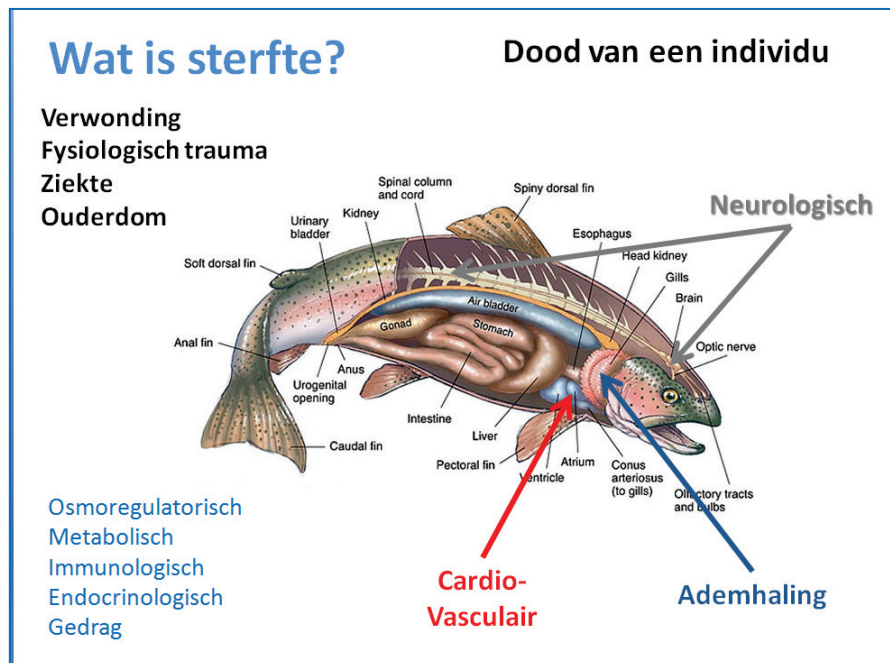 Wat is sterfte?
Dood van een individu
Verwonding
Fysiologisch trauma
Ziekte
Ouderdom
Neurologisch
Spinal column
and cord
Spiny dorsal fin
Kidney
Urinary
bladder
Esophagus
Head kidney
Gills
Brain
Soft dorsal fin
Air bladder
Gonad
Stomach
Optic nerve
Anal fin
Anus
Urogenital
opening
Intestine
Liver
Caudal fin
Pectoral fin
Ventricle
Atrium
Conus
arteriosus
(to gills)
Olfactory tracts
and bulbs
Osmoregulatorisch
Metabolisch
Immunologisch
Endocrinologisch
Gedrag
Cardio-
Vasculair
Ademhaling